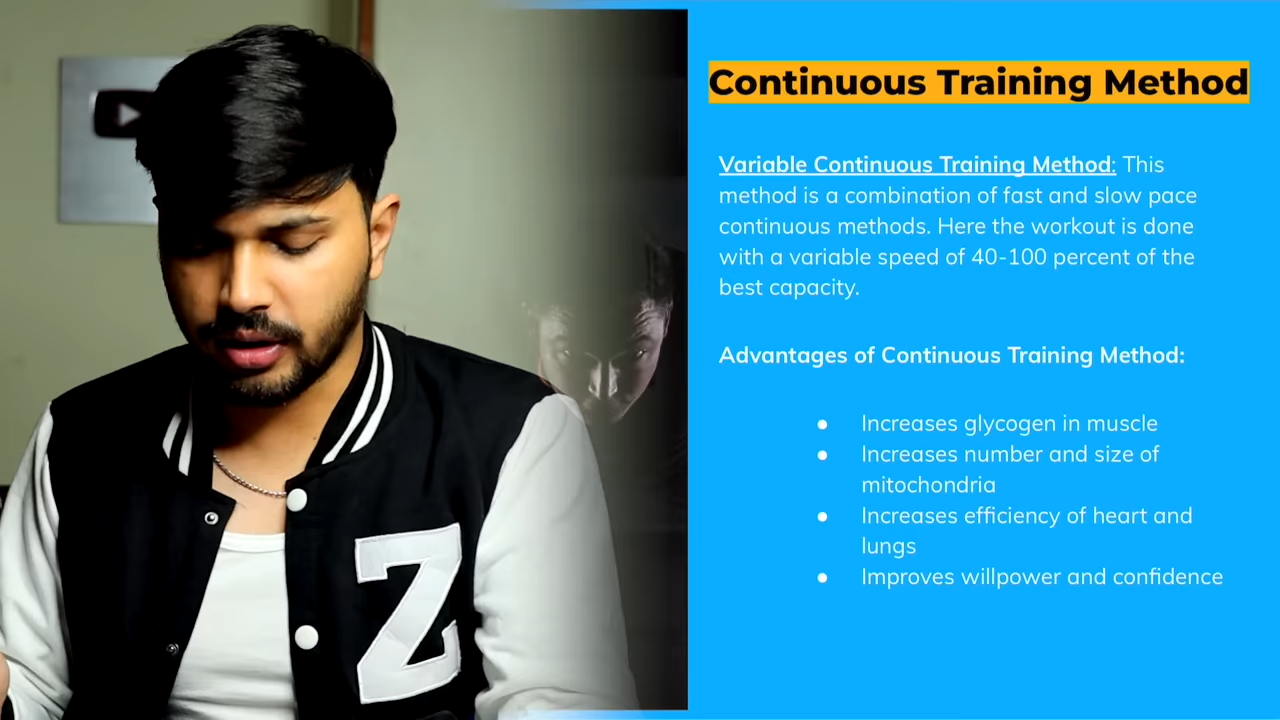 Continuous Training Method
Variable Continuous Training Method: This
method is a combination of fast and slow pace
continuous methods. Here the workout is done
with a variable speed of 40-100 percent of the
best capacity.
Advantages of Continuous Training Method:
● Increases glycogen in muscle
● Increases number and size of
mitochondria
● Increases efficiency of heart and
lungs
● Improves willpower and confidence
Z